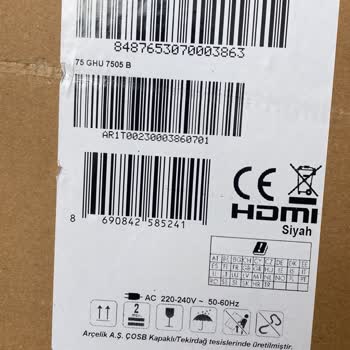 8487653070003863
75 GHU 7505 B
AR1T00230003860701
8 690842 585241
CE
HDMI
Siyah
AC 220-240V ~ 50-60Hz
2
Arçelik A.Ş. ÇOSB Kapaklı/Tekirdağ tesislerinde üretilmiştir.